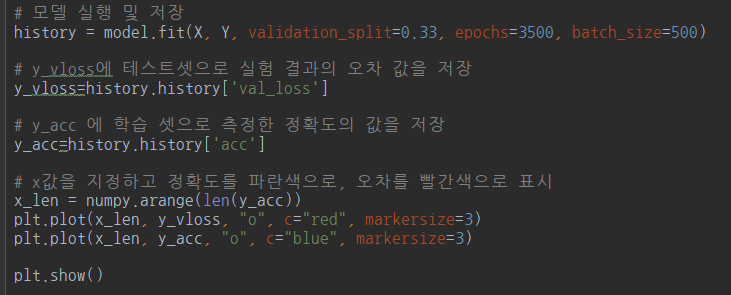 # 모델 실행 및 저장
history = model.fit(X, Y, validation_split=0.33, epochs=3500, batch_size=500)
# y_vloss에 테스트셋으로 실험 결과의 오차 값을 저장
y_vloss=history.history['val_loss']
# y_acc 에 학습 셋으로 측정한 정확도의 값을 저장
y_acc=history.history['acc']
# x값을 지정하고 정확도를 파란색으로, 오차를 빨간색으로 표시
x_len = numpy.arange(len(y_acc))
plt.plot(x_len, y_vloss, "o", c="red", markersize=3)
plt.plot(x_len, y_acc, "o", c="blue", markersize=3)
plt.show()